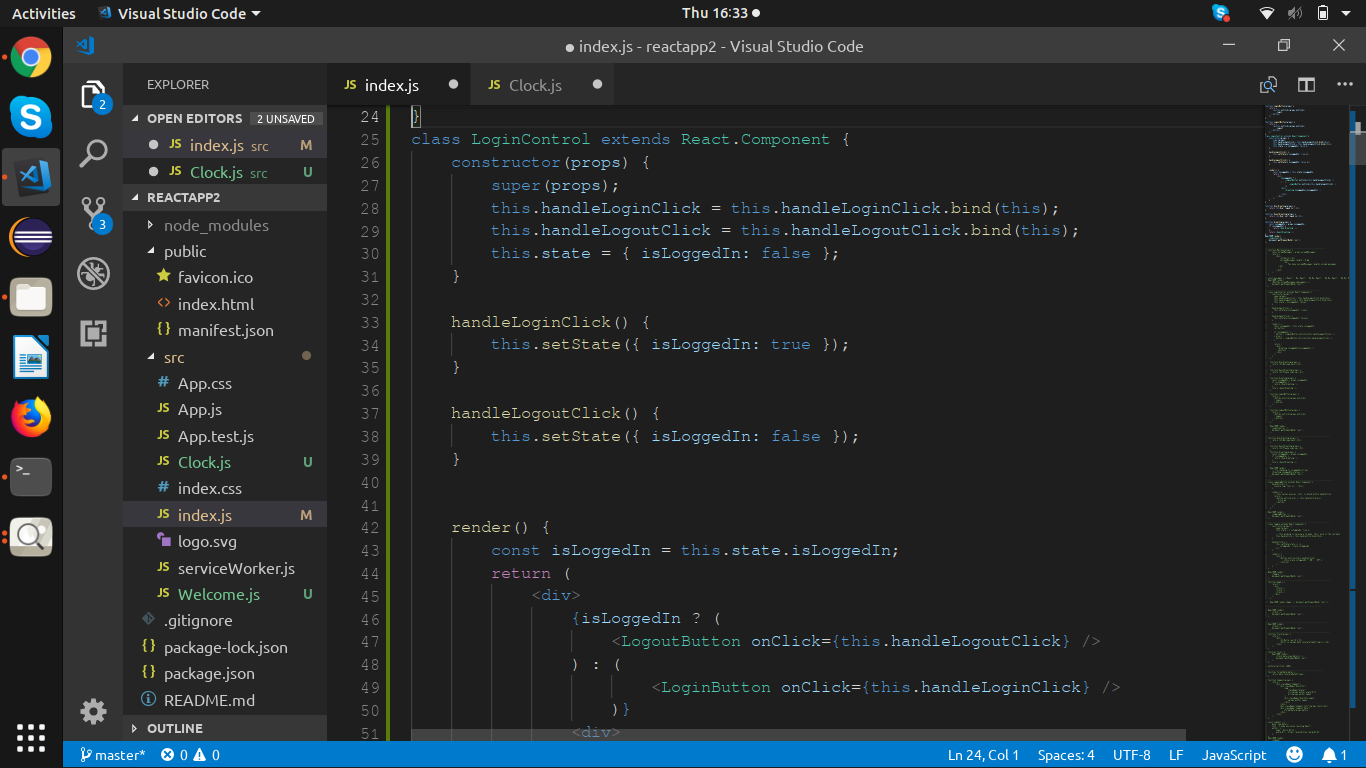 Activities Visual Studio Code Thu 16:33
index.js - reactapp2 - Visual Studio Code
EXPLORER
OPEN EDITORS 2 UNSAVED
JS index.js src M
JS Clock.js src U
REACTAPP2
node_modules
public
favicon.ico
<> index.html
{} manifest.json
src
# App.css
JS App.js
JS App.test.js
JS Clock.js U
# index.css
JS index.js M
logo.svg
JS serviceWorker.js
JS Welcome.js U
.gitignore
{} package-lock.json
{} package.json
README.md
OUTLINE
2
3
JS index.js
JS Clock.js
24 }
25 class LoginControl extends React.Component {
26 constructor(props) {
27 super(props);
28 this.handleLoginClick = this.handleLoginClick.bind(this);
29 this.handleLogoutClick = this.handleLogoutClick.bind(this);
30 this.state = { isLoggedIn: false };
31 }
32
33 handleLoginClick() {
34 this.setState({ isLoggedIn: true });
35 }
36
37 handleLogoutClick() {
38 this.setState({ isLoggedIn: false });
39 }
40
41
42 render() {
43 const isLoggedIn = this.state.isLoggedIn;
44 return (
45 <div>
46 {isLoggedIn ? (
47 <LogoutButton onClick={this.handleLogoutClick} />
48 ) : (
49 <LoginButton onClick={this.handleLoginClick} />
50 )}
51 <div>
master* 0 0 Ln 24, Col 1 Spaces: 4 UTF-8 LF JavaScript 1